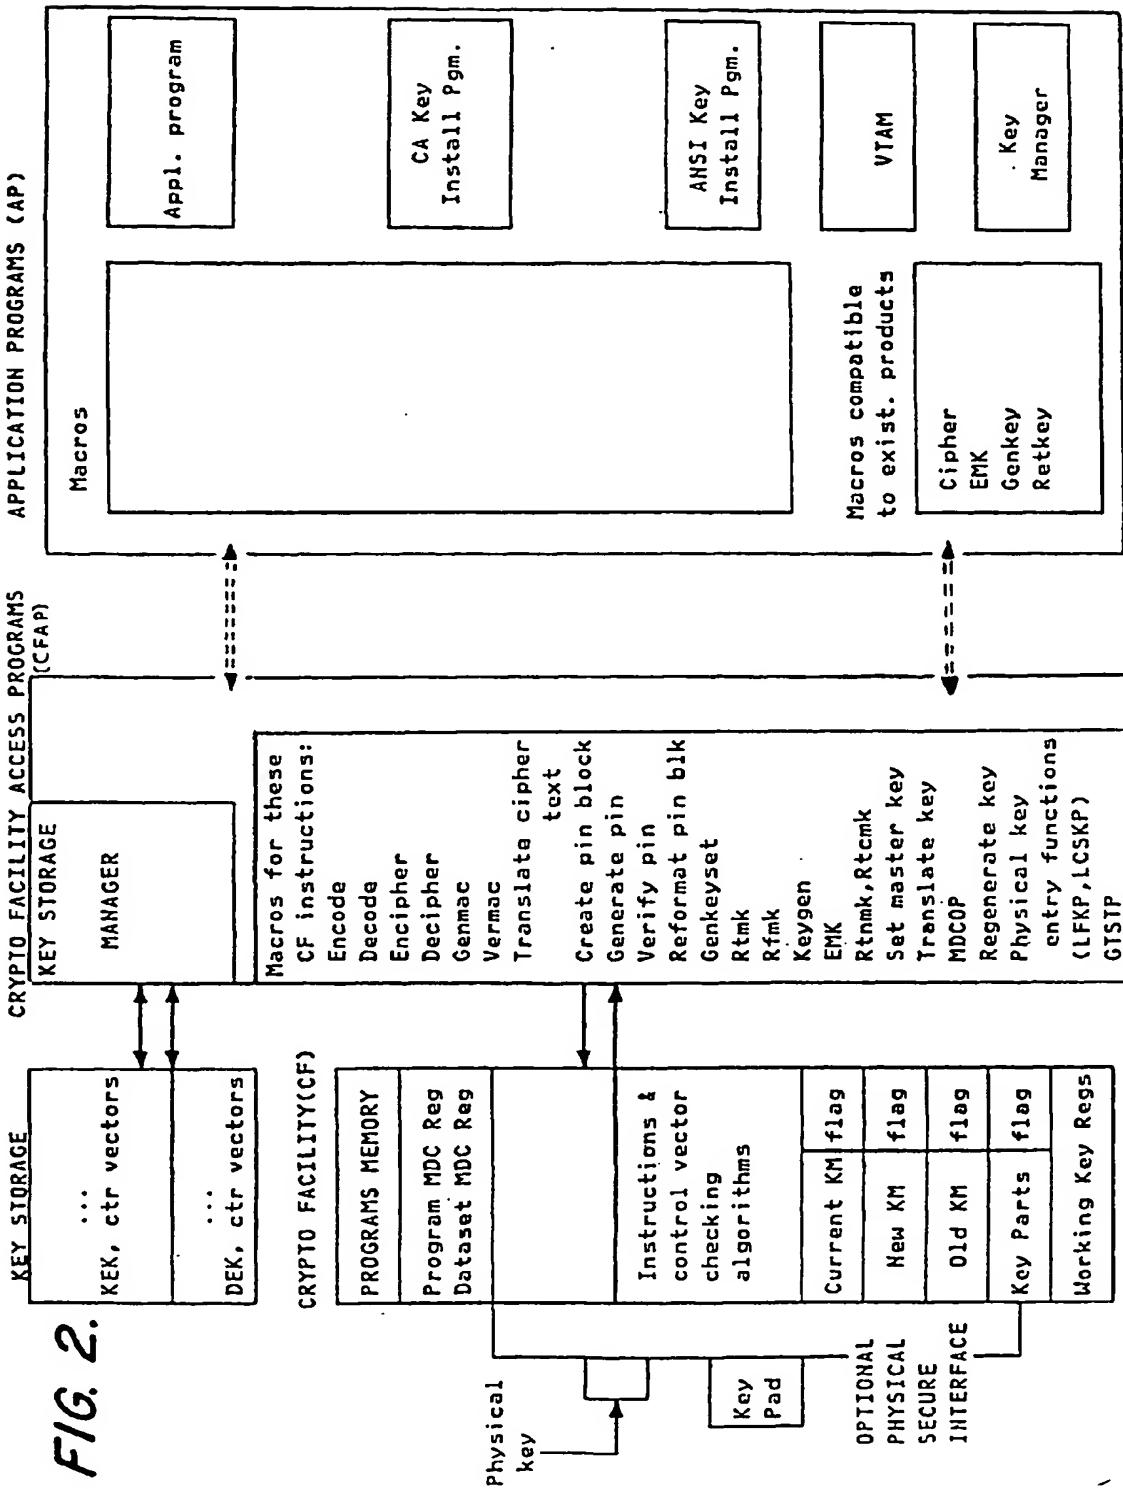 FIG. 2.
KEY STORAGE
...
KEK, ctr vectors
...
DEK, ctr vectors
CRYPTO FACILITY(CF)
PROGRAMS MEMORY
Program MDC Reg
Dataset MDC Reg
Instructions &
control vector
checking
algorithms
Current KM
flag
New KM
flag
Old KM
flag
Key Parts
flag
Working Key Regs
Physical
key
Key
Pad
OPTIONAL
PHYSICAL
SECURE
INTERFACE
CRYPTO FACILITY ACCESS PROGRAMS
(CFAP)
KEY STORAGE
MANAGER
Macros for these
CF instructions:
Encode
Decode
Encipher
Decipher
Genmac
Vermac
Translate cipher
text
Create pin block
Generate pin
Verify pin
Reformat pin blk
Genkeyset
Rtmk
Rfmk
Keygen
EMK
Rtnmk,Rtcmk
Set master key
Translate key
MDCOP
Regenerate key
Physical key
entry functions
(LFKP,LCSKP)
GTSTP
APPLICATION PROGRAMS (AP)
Macros
Macros compatible
to exist. products
Cipher
EMK
Genkey
Retkey
Appl. program
CA Key
Install Pgm.
ANSI Key
Install Pgm.
VTAM
Key
Manager